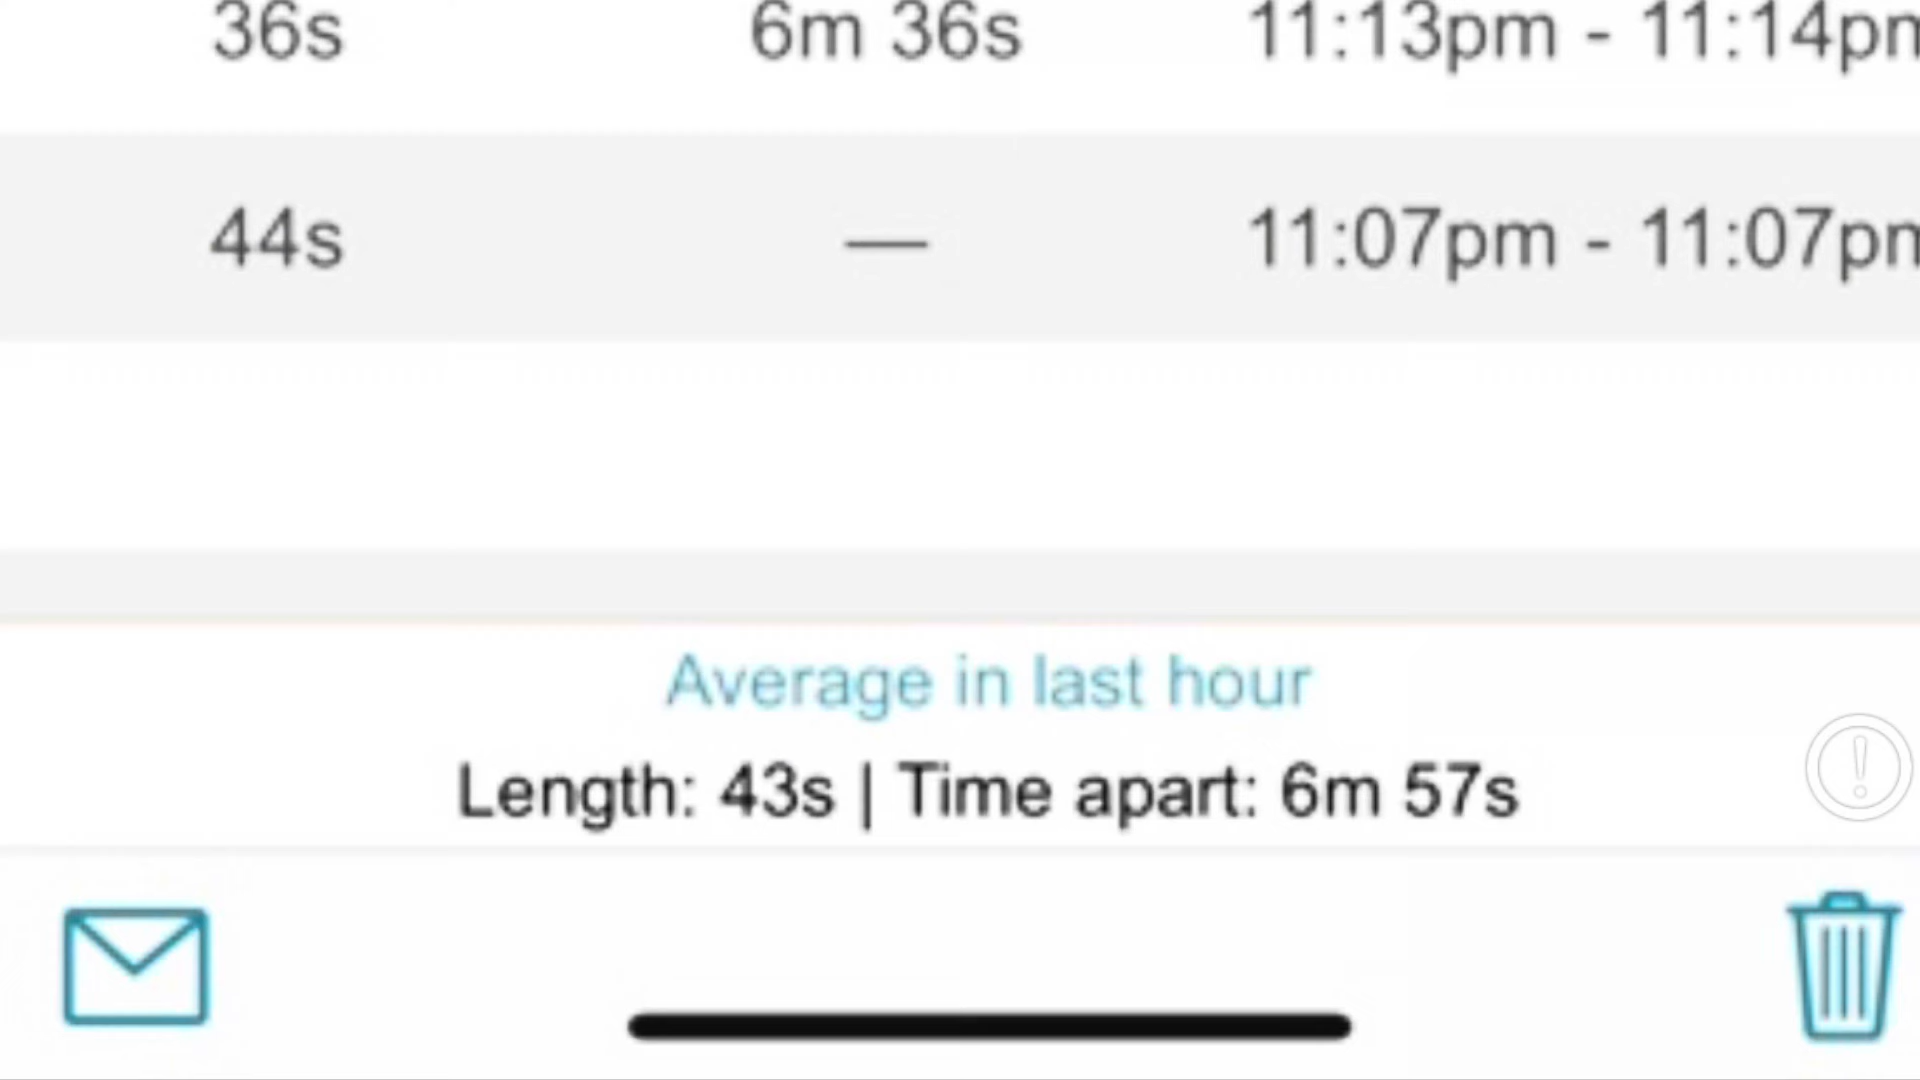 36s 6m 36s 11:13pm - 11:14pm
44s — 11:07pm - 11:07pm
Average in last hour
Length: 43s | Time apart: 6m 57s